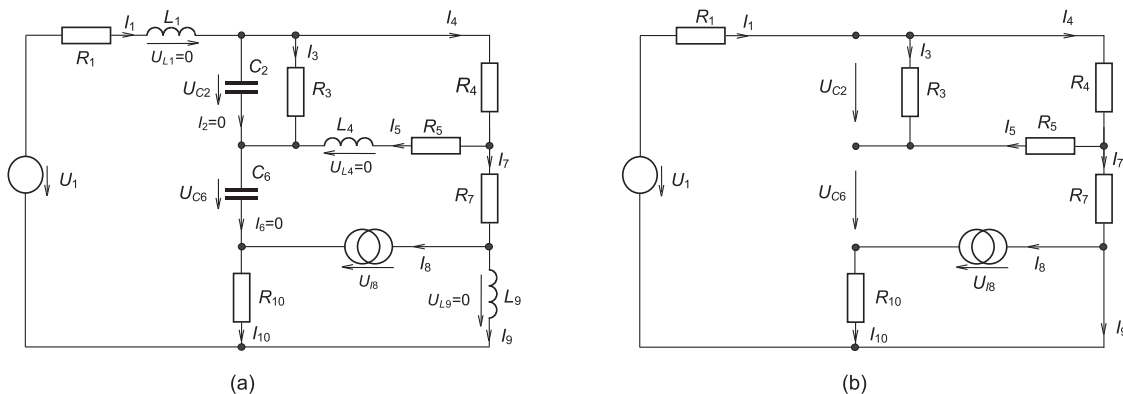 I1 L1 I4
R1 UL1=0
C2 I3
UC2 R3 R4
I2=0 L4 I5 R5
U1 C6 UL4=0 I7
UC6 R7
I6=0
I8
UI8
R10 UL9=0 L9
I10 I9
(a)
R1 I1 I4
I3
UC2 R3 R4
I5 R5
U1 I7
UC6 R7
I8
UI8
R10
I10 I9
(b)